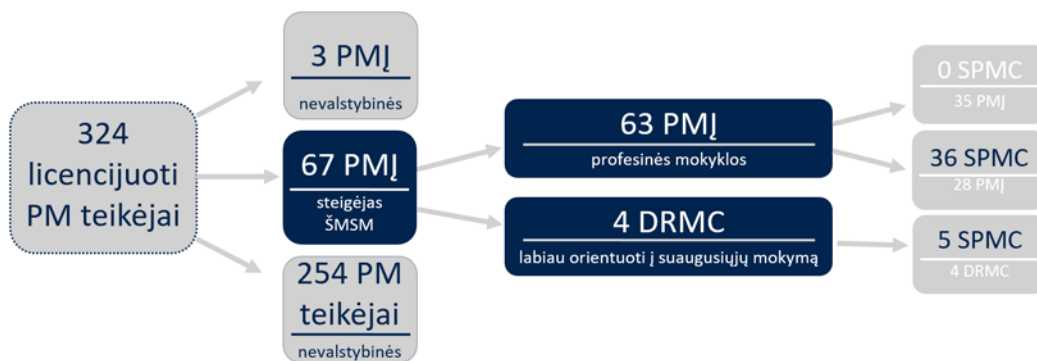 324
licencijuoti
PM teikėjai
3 PMĮ
nevalstybinės
67 PMĮ
steigėjas
ŠMSM
254 PM
teikėjai
nevalstybinės
63 PMĮ
profesinės mokyklos
4 DRMC
labiau orientuoti į suaugusiųjų mokymą
0 SPMC
35 PMĮ
36 SPMC
28 PMĮ
5 SPMC
4 DRMC